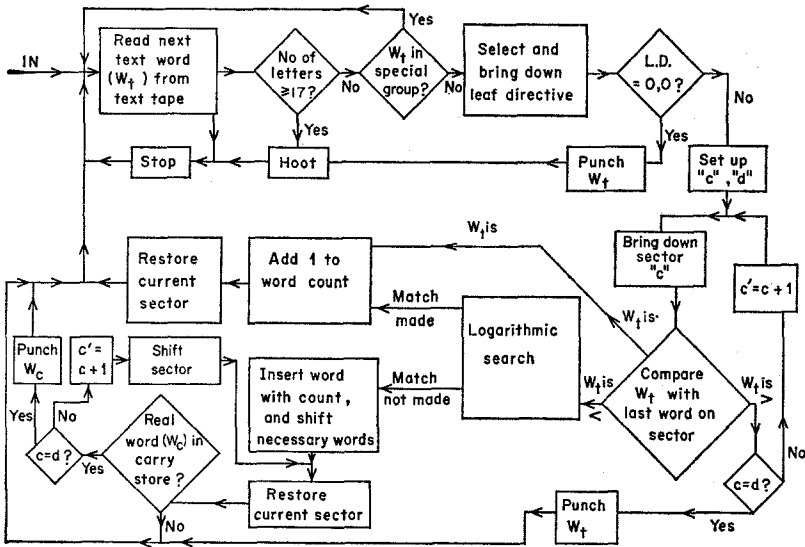 Yes
IN
Read next
text word
(Wt) from
text tape
No of
letters
≥17?
No
Wt in
special
group?
No
Select and
bring down
leaf directive
L.D.
=0,0?
No
Yes
Yes
Stop
Hoot
Punch
Wt
Set up
"c","d"
Bring down
sector
"c"
c'=c+1
Wt is
Restore
current
sector
Add 1 to
word count
Match
made
Logarithmic
search
Wt is
Match
not made
Wt is
<
Compare
Wt with
last word on
sector
Wt is
>
Punch
Wc
c'=
c+1
Shift
sector
Insert word
with count,
and shift
necessary words
Yes
No
c=d?
Yes
Real
word (Wc) in
carry
store?
No
Restore
current sector
c=d?
No
Yes
Punch
Wt